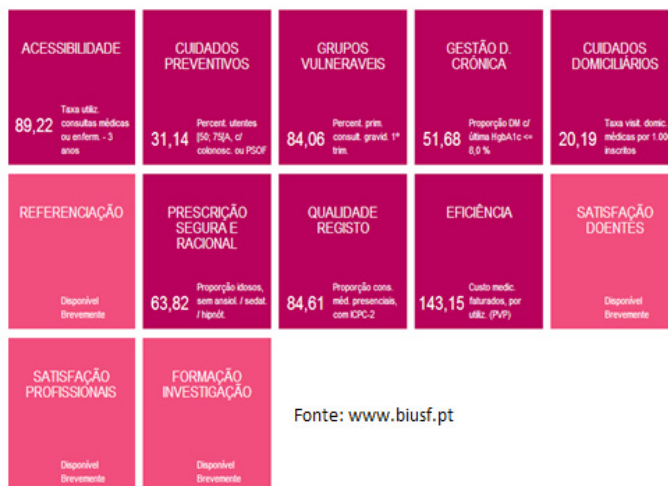 ACESSIBILIDADE
89,22
Taxa utiliz.
consultas médicas
ou enferm. - 3
anos
CUIDADOS
PREVENTIVOS
31,14
Percent. utentes
[50; 75[A, c/
colonosc. ou PSOF
GRUPOS
VULNERAVEIS
84,06
Percent. prim.
consult. gravid. 1º
trim.
GESTÃO D.
CRÓNICA
51,68
Proporção DM c/
última HgbA1c <=
8,0 %
CUIDADOS
DOMICILIÁRIOS
20,19
Taxa visit. domic.
médicas por 1.00
inscritos
REFERENCIAÇÃO
Disponível
Brevemente
PRESCRIÇÃO
SEGURA E
RACIONAL
63,82
Proporção idosos,
sem ansiol. / sedat.
/ hipnót.
QUALIDADE
REGISTO
84,61
Proporção cons.
méd. presenciais,
com ICPC-2
EFICIÊNCIA
143,15
Custo medic.
faturados, por
utiliz. (PVP)
SATISFAÇÃO
DOENTES
Disponível
Brevemente
SATISFAÇÃO
PROFISSIONAIS
Disponível
Brevemente
FORMAÇÃO
INVESTIGAÇÃO
Disponível
Brevemente
Fonte: www.biusf.pt